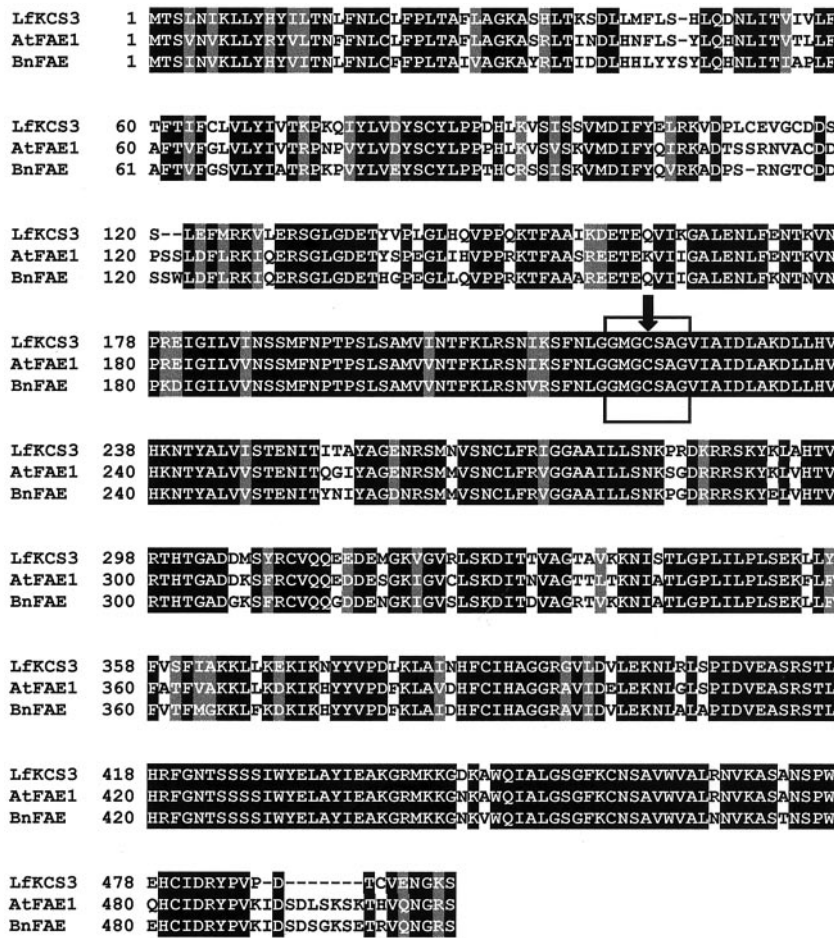 LfKCS3 1 MTSLNIKLLYHYILTNLFNLCLFPLTAFLAGKASHLTKSDLLMFLS-HLQDNLITVIVLF
AtFAE1 1 MTSVNVKLLYRYVLTNFFNLCLFPLTAFLAGKASRLTINDLHNFLS-YLQHNLITVTLLF
BnFAE 1 MTSINVKLLYHYVITNLFNLCFFPLTAIVAGKAYRLTIDDLHHLYYSYLQHNLITIAPLF
LfKCS3 60 TFTIFCLVLYIVTKPKQIYLVDYSCYLPPDHLKVSISSVMDIFYELRKVDPLCEVGCDDS
AtFAE1 60 AFTVFGLVLYIVTRPNPVYLVDYSCYLPPPHLKVSVSKVMDIFYQIRKADTSSRNVACDD
BnFAE 61 AFTVFGSVLYIATRPKPVYLVEYSCYLPPTHCRSSISKVMDIFYQVRKADPS-RNGTCDD
LfKCS3 120 S--LEFMRKVLERSGLGDETYVPLGLHQVPPQKTFAAIKDETEQVIKGALENLFENTKVN
AtFAE1 120 PSSLDFLRKIQERSGLGDETYSPEGLIHVPPRKTFAASREETEKVIIGALENLFENTKVN
BnFAE 120 SSWLDFLRKIQERSGLGDETHGPEGLLQVPPRKTFAAAREETEQVIIGALENLFKNTNVN
LfKCS3 178 PREIGILVINSSMFNPTPSLSAMVINTFKLRSNIKSFNLGGMGCSAGVIAIDLAKDLLHV
AtFAE1 180 PREIGILVVNSSMFNPTPSLSAMVVNTFKLRSNVKSFNLGGMGCSAGVIAIDLAKDLLHV
BnFAE 180 PKDIGILVVNSSMFNPTPSLSAMVVNTFKLRSNVRSFNLGGMGCSAGVIAIDLAKDLLHV
LfKCS3 238 HKNTYALVISTENITITAYAGENRSMNVSNCLFRIGGAAILLSNKPRDKRRSKYKLAHTV
AtFAE1 240 HKNTYALVVSTENITQGIYAGENRSMMVSNCLFRVGGAAILLSNKSGDRRRSKYKLVHTV
BnFAE 240 HKNTYALVVSTENITYNIYAGDNRSMMVSNCLFRVGGAAILLSNKPGDRRRSKYELVHTV
LfKCS3 298 RTHTGADDMSYRCVQQEEDEMGKVGVRLSKDITTVAGTAVKKNISTLGPLILPLSEKLLY
AtFAE1 300 RTHTGADDKSFRCVQQEDDESGKIGVCLSKDITNVAGTTLTKNIATLGPLILPLSEKFLF
BnFAE 300 RTHTGADGKSFRCVQQGDDENGKIGVSLSKDITDVAGRTVKKNIATLGPLILPLSEKLLF
LfKCS3 358 FVSFIAKKLLKEKIKNYYVPDLKLAINHFCIHAGGRGVLDVLEKNLRLSPIDVEASRSTL
AtFAE1 360 FATFVAKKLLKDKIKHYYVPDFKLAVDHFCIHAGGRAVIDELEKNLGLSPIDVEASRSTL
BnFAE 360 FVTFMGKKLFKDKIKHYYVPDFKLAIDHFCIHAGGRAVIDVLEKNLALAPIDVEASRSTL
LfKCS3 418 HRFGNTSSSSIWYELAYIEAKGRMKKGDKAWQIALGSGFKCNSAVWVALRNVKASANSPW
AtFAE1 420 HRFGNTSSSSIWYELAYIEAKGRMKKGNKAWQIALGSGFKCNSAVWVALRNVKASANSPW
BnFAE 420 HRFGNTSSSSIWYELAYIEAKGRMKKGNKVWQIALGSGFKCNSAVWVALNNVKASTNSPW
LfKCS3 478 EHCIDRYPVP-D-------TCVENGKS
AtFAE1 480 QHCIDRYPVKIDSDLSKSKTHVQNGRS
BnFAE 480 EHCIDRYPVKIDSDSGKSETRVQNGRS